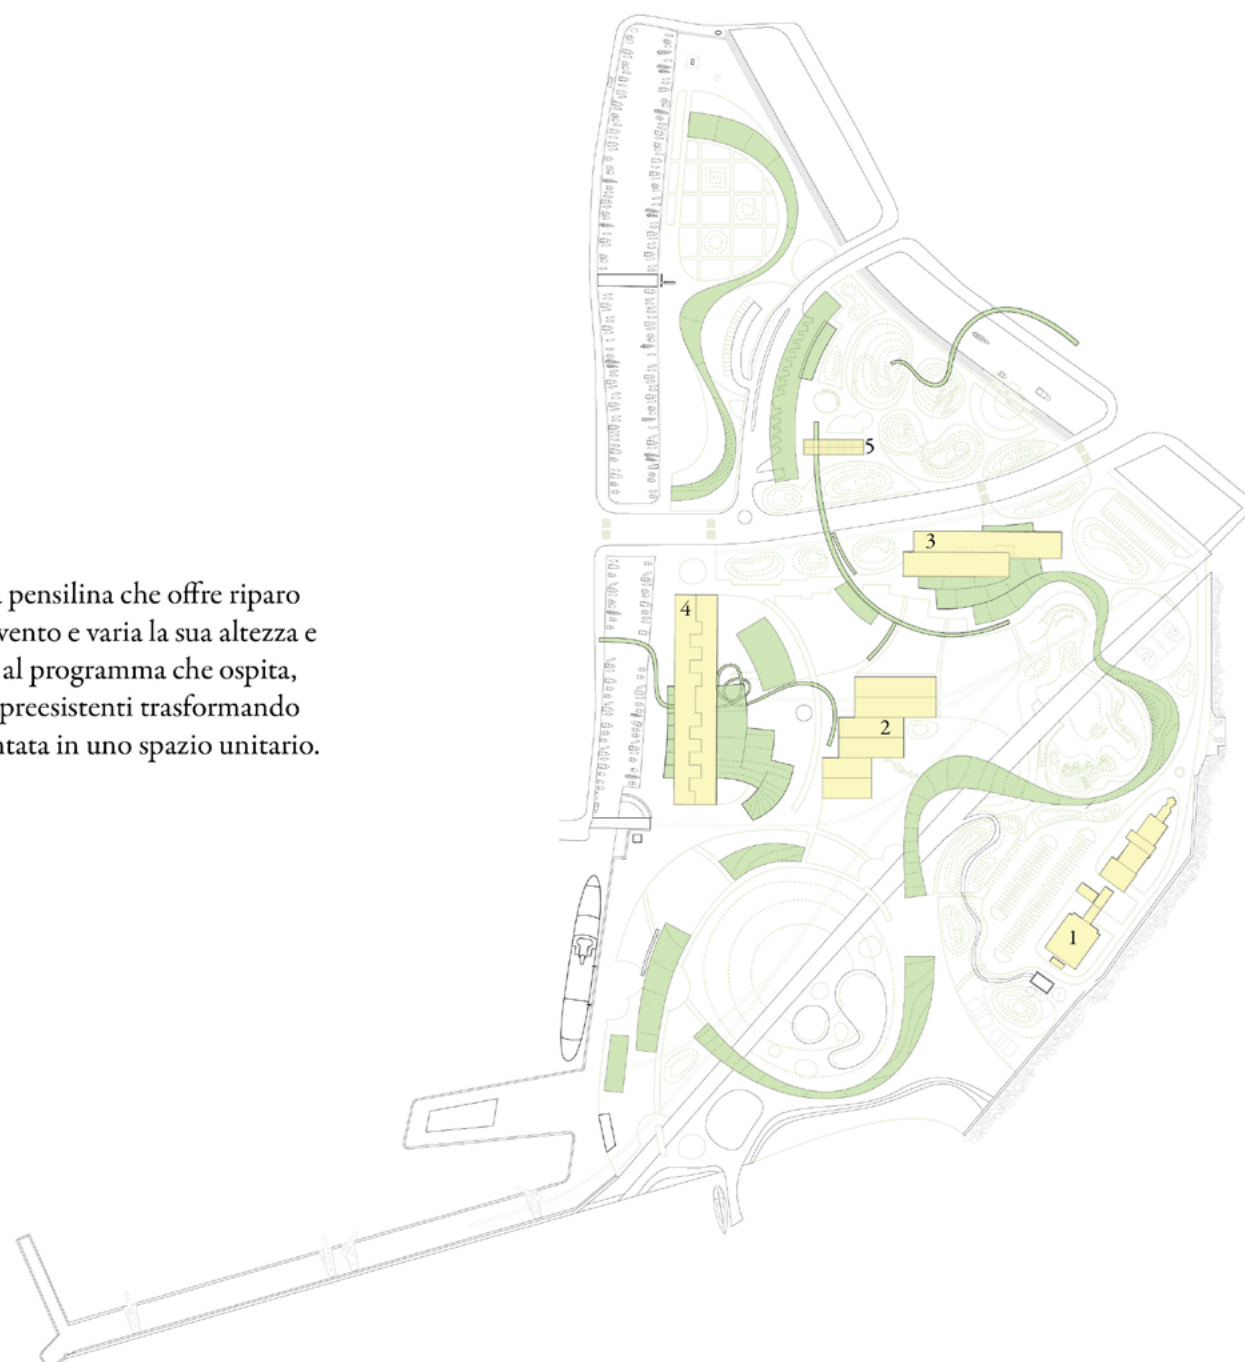 pensilina che offre riparo
vento e varia la sua altezza e
al programma che ospita,
preesistenti trasformando
ntata in uno spazio unitario.
5
3
4
2
1